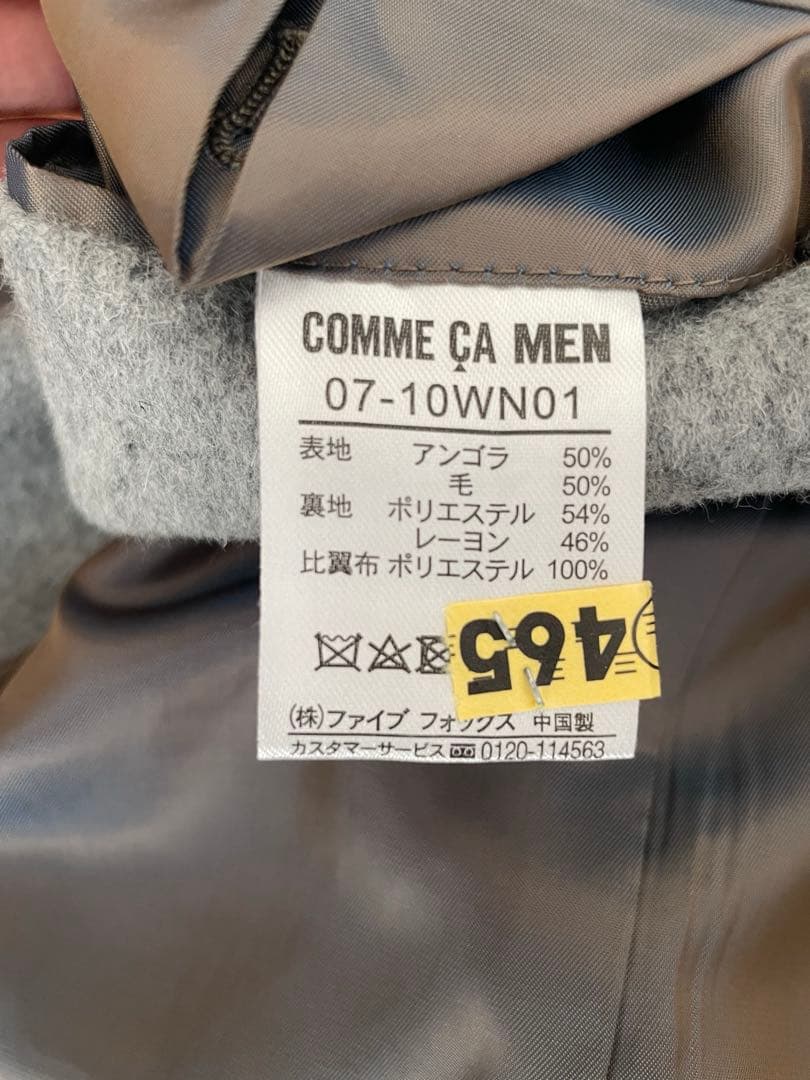 COMME ÇA MEN
07-10WN01
表地 アンゴラ 50%
毛 50%
裏地 ポリエステル 54%
レーヨン 46%
比翼布 ポリエステル 100%
465
(株)ファイブ フォックス 中国製
カスタマーサービス 0120-114563